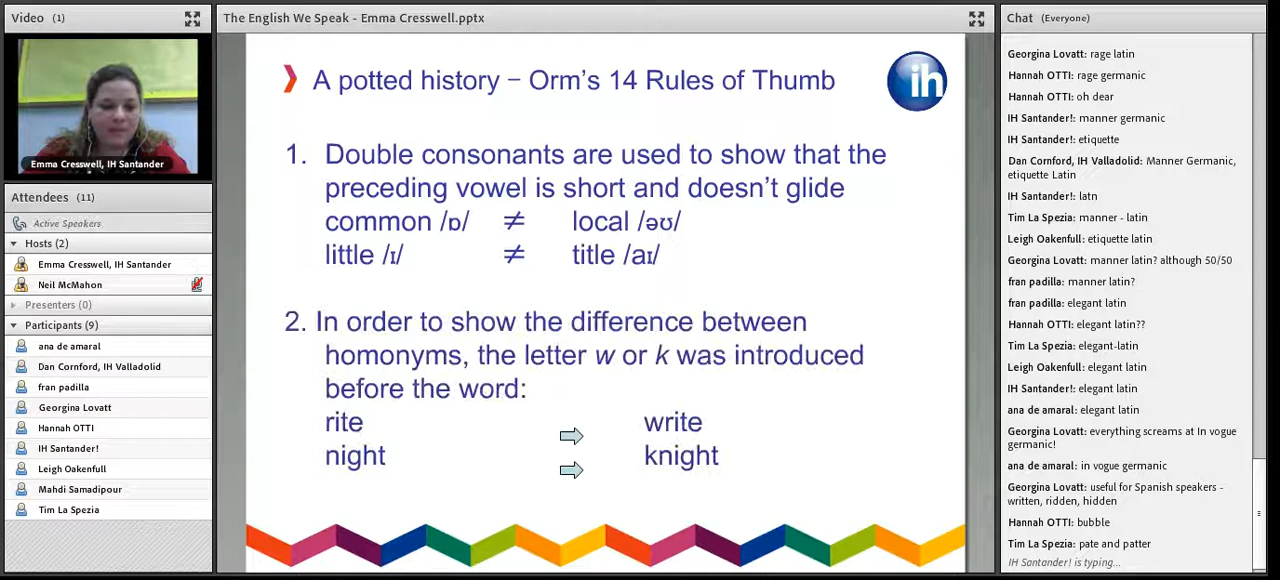 Video (1)
Emma Cresswell, IH Santander
Attendees (11)
Active Speakers
Hosts (2)
Emma Cresswell, IH Santander
Neil McMahon
Presenters (0)
Participants (9)
ana de amaral
Dan Cornford, IH Valladolid
fran padilla
Georgina Lovatt
Hannah OTTI
IH Santander!
Leigh Oakenfull
Mahdi Samadipour
Tim La Spezia
The English We Speak - Emma Cresswell.pptx
❯ A potted history – Orm's 14 Rules of Thumb
ih
1. Double consonants are used to show that the
preceding vowel is short and doesn't glide
common /ɒ/ ≠ local /əʊ/
little /ɪ/ ≠ title /aɪ/
2. In order to show the difference between
homonyms, the letter w or k was introduced
before the word:
rite ⇨ write
night ⇨ knight
Chat (Everyone)
Georgina Lovatt: rage latin
Hannah OTTI: rage germanic
Hannah OTTI: oh dear
IH Santander!: manner germanic
IH Santander!: etiquette
Dan Cornford, IH Valladolid: Manner Germanic,
etiquette Latin
IH Santander!: latn
Tim La Spezia: manner - latin
Leigh Oakenfull: etiquette latin
Georgina Lovatt: manner latin? although 50/50
fran padilla: manner latin?
fran padilla: elegant latin
Hannah OTTI: elegant latin??
Tim La Spezia: elegant-latin
Leigh Oakenfull: elegant latin
IH Santander!: elegant latin
ana de amaral: elegant latin
Georgina Lovatt: everything screams at In vogue
germanic!
ana de amaral: in vogue germanic
Georgina Lovatt: useful for Spanish speakers -
written, ridden, hidden
Hannah OTTI: bubble
Tim La Spezia: pate and patter
IH Santander! is typing...